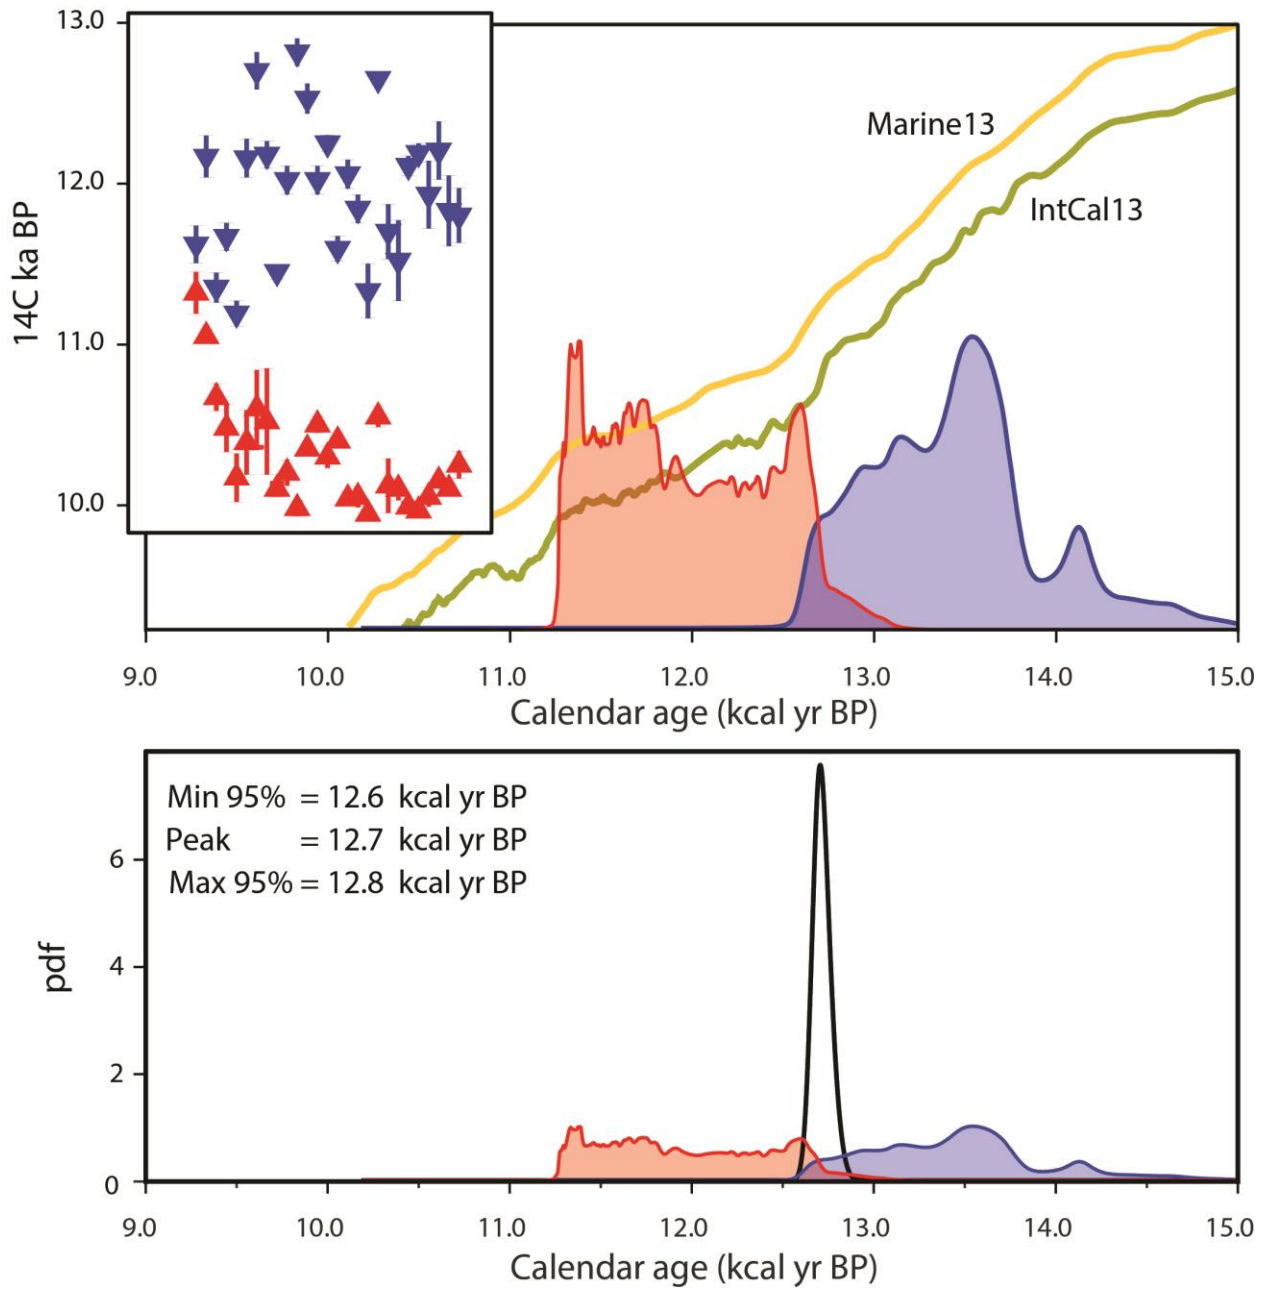 13.0
12.0
11.0
10.0
14C ka BP
Marine13
IntCal13
9.0 10.0 11.0 12.0 13.0 14.0 15.0
Calendar age (kcal yr BP)
Min 95% = 12.6 kcal yr BP
Peak = 12.7 kcal yr BP
Max 95% = 12.8 kcal yr BP
6
4
2
0
pdf
9.0 10.0 11.0 12.0 13.0 14.0 15.0
Calendar age (kcal yr BP)